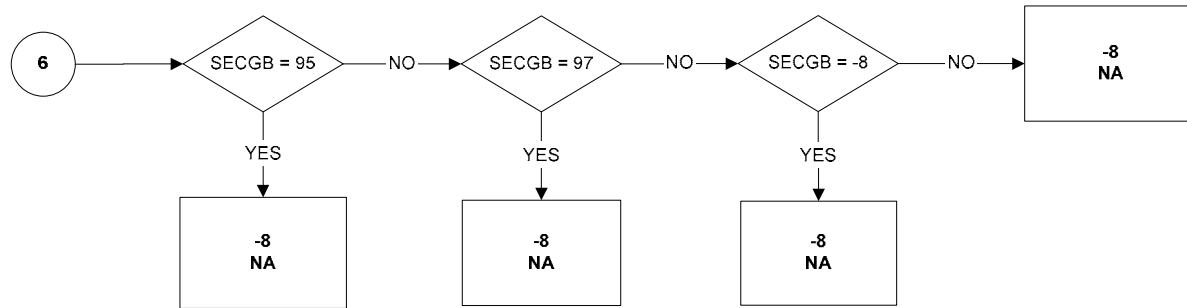 6
SECGB = 95
NO
SECGB = 97
NO
SECGB = -8
NO
-8
NA
YES
YES
YES
-8
NA
-8
NA
-8
NA